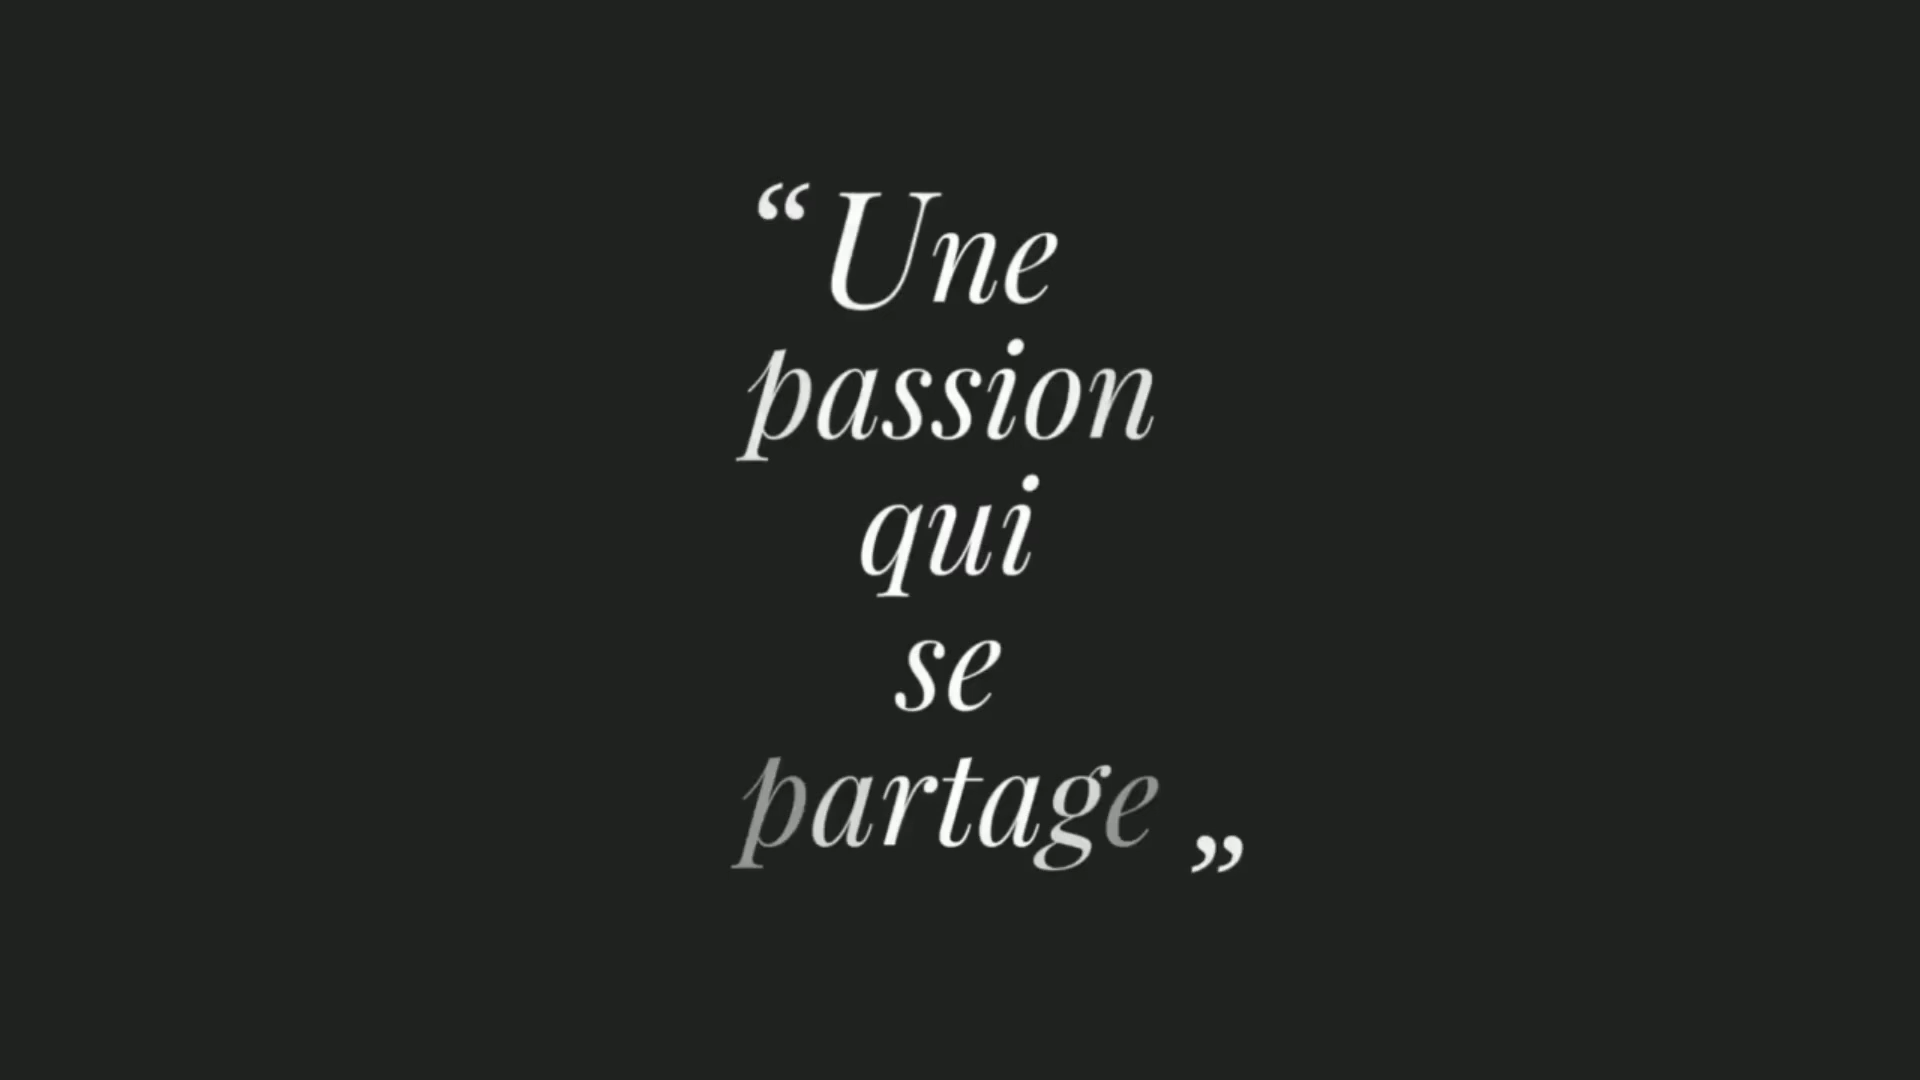 “Une
passion
qui
se
partage”